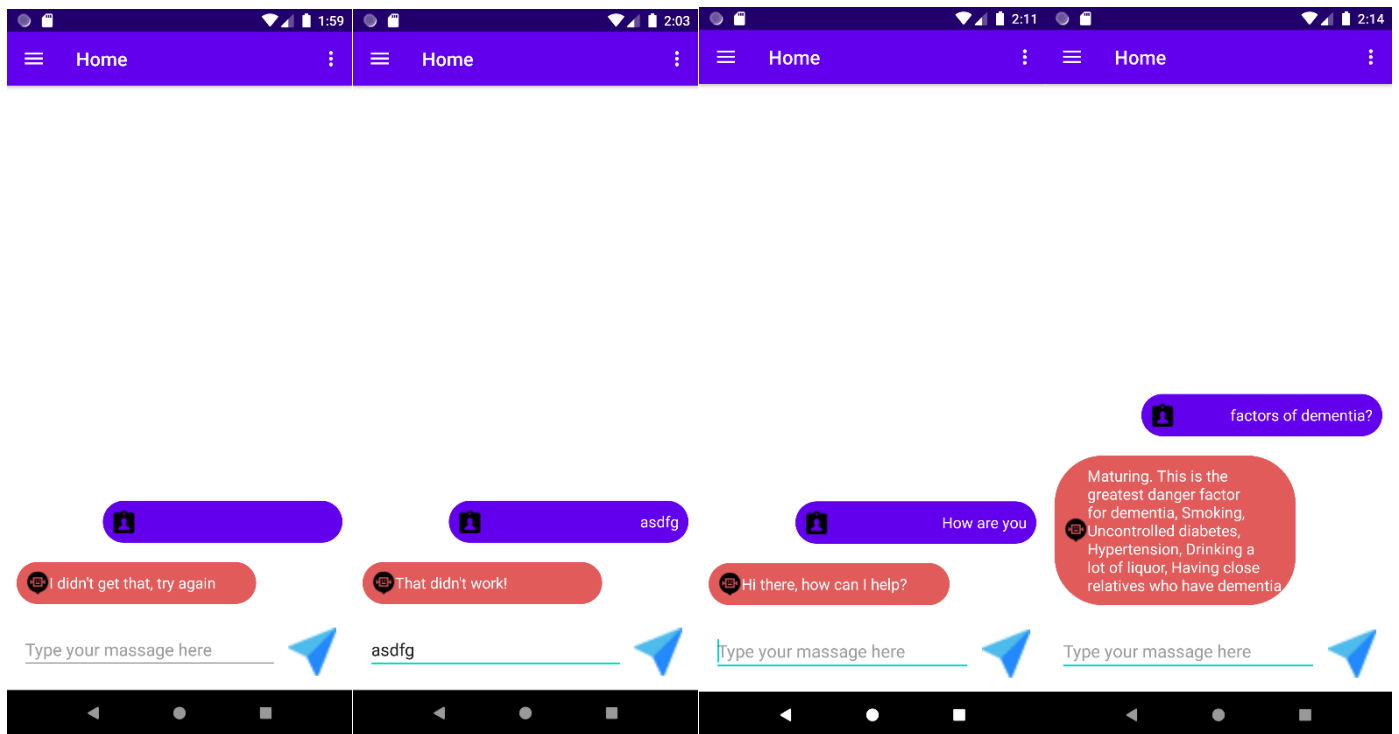 1:59
Home
I didn't get that, try again
Type your massage here
2:03
Home
asdfg
That didn't work!
asdfg
2:11
Home
How are you
Hi there, how can I help?
Type your massage here
2:14
Home
factors of dementia?
Maturing. This is the
greatest danger factor
for dementia, Smoking,
Uncontrolled diabetes,
Hypertension, Drinking a
lot of liquor, Having close
relatives who have dementia
Type your massage here